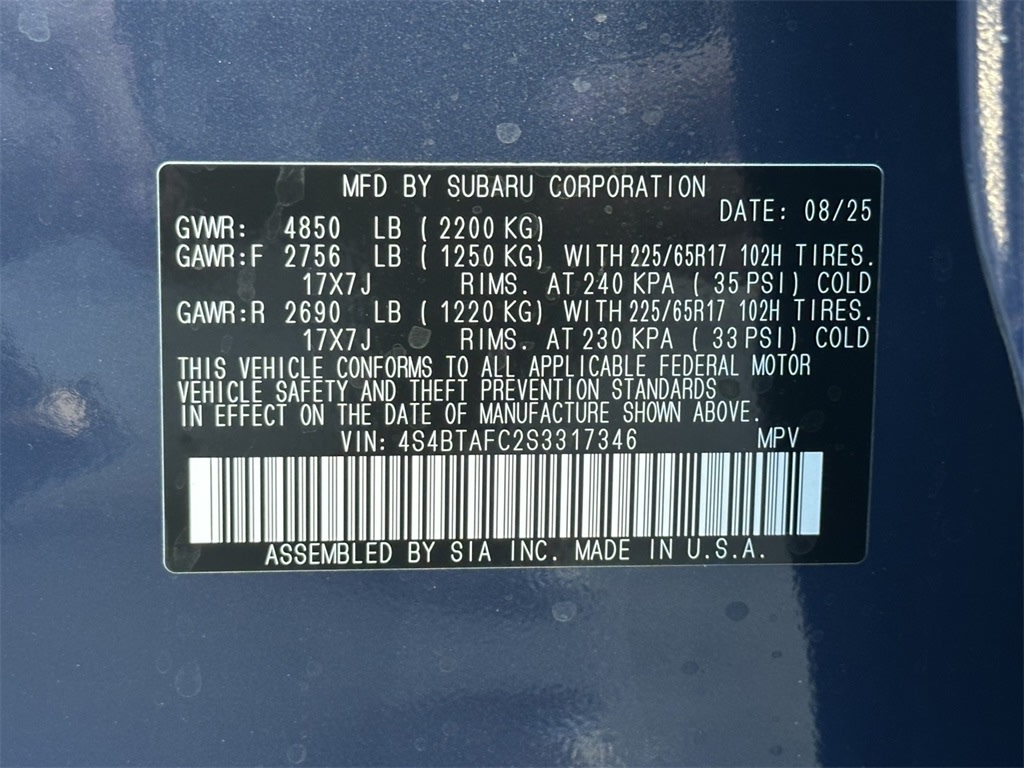 MFD BY SUBARU CORPORATION
DATE: 08/25
GVWR: 4850 LB ( 2200 KG)
GAWR:F 2756 LB ( 1250 KG) WITH 225/65R17 102H TIRES.
17X7J RIMS. AT 240 KPA ( 35 PSI) COLD
GAWR:R 2690 LB ( 1220 KG) WITH 225/65R17 102H TIRES.
17X7J RIMS. AT 230 KPA ( 33 PSI) COLD
THIS VEHICLE CONFORMS TO ALL APPLICABLE FEDERAL MOTOR
VEHICLE SAFETY AND THEFT PREVENTION STANDARDS
IN EFFECT ON THE DATE OF MANUFACTURE SHOWN ABOVE.
VIN: 4S4BTAFC2S3317346 MPV
ASSEMBLED BY SIA INC. MADE IN U.S.A.